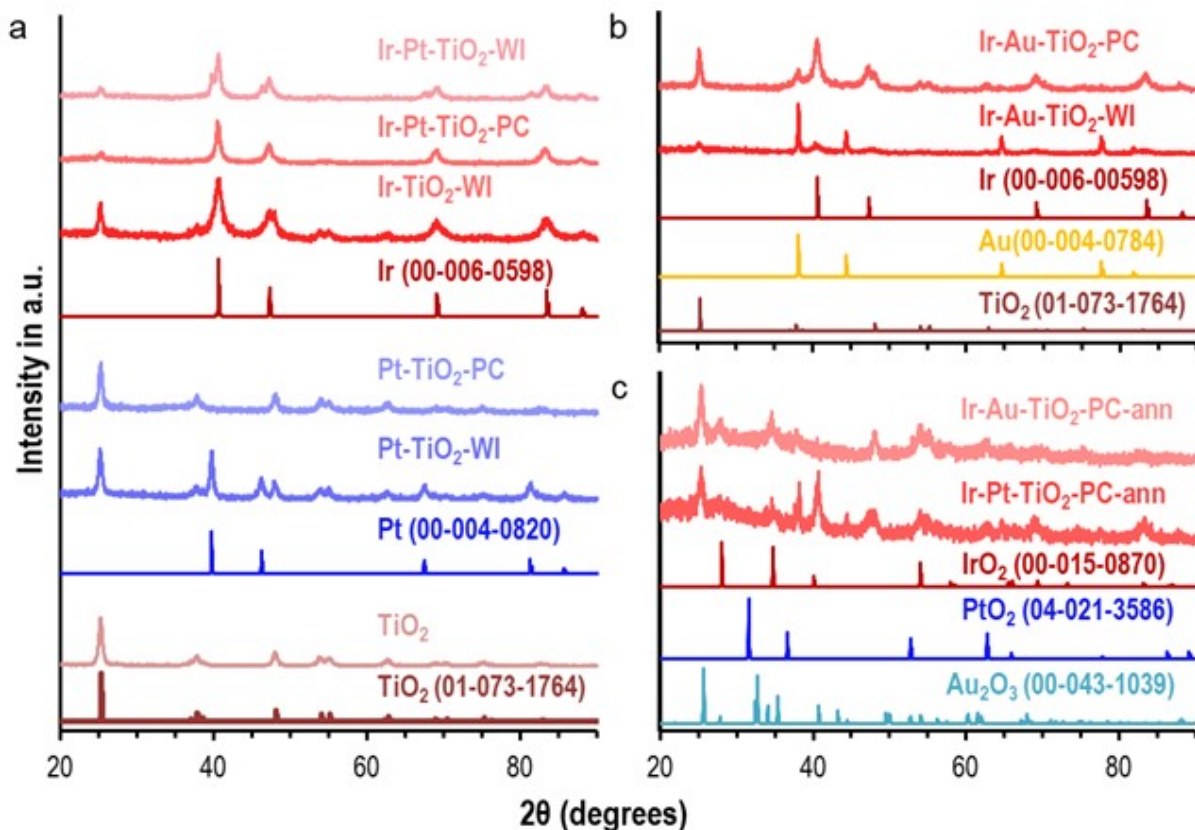 a
Ir-Pt-TiO₂-WI
Ir-Pt-TiO₂-PC
Ir-TiO₂-WI
Ir (00-006-0598)
Pt-TiO₂-PC
Pt-TiO₂-WI
Pt (00-004-0820)
TiO₂
TiO₂ (01-073-1764)
20 40 60 80
b
Ir-Au-TiO₂-PC
Ir-Au-TiO₂-WI
Ir (00-006-00598)
Au(00-004-0784)
TiO₂ (01-073-1764)
c
Ir-Au-TiO₂-PC-ann
Ir-Pt-TiO₂-PC-ann
IrO₂ (00-015-0870)
PtO₂ (04-021-3586)
Au₂O₃ (00-043-1039)
20 40 60 80
Intensity in a.u.
2θ (degrees)